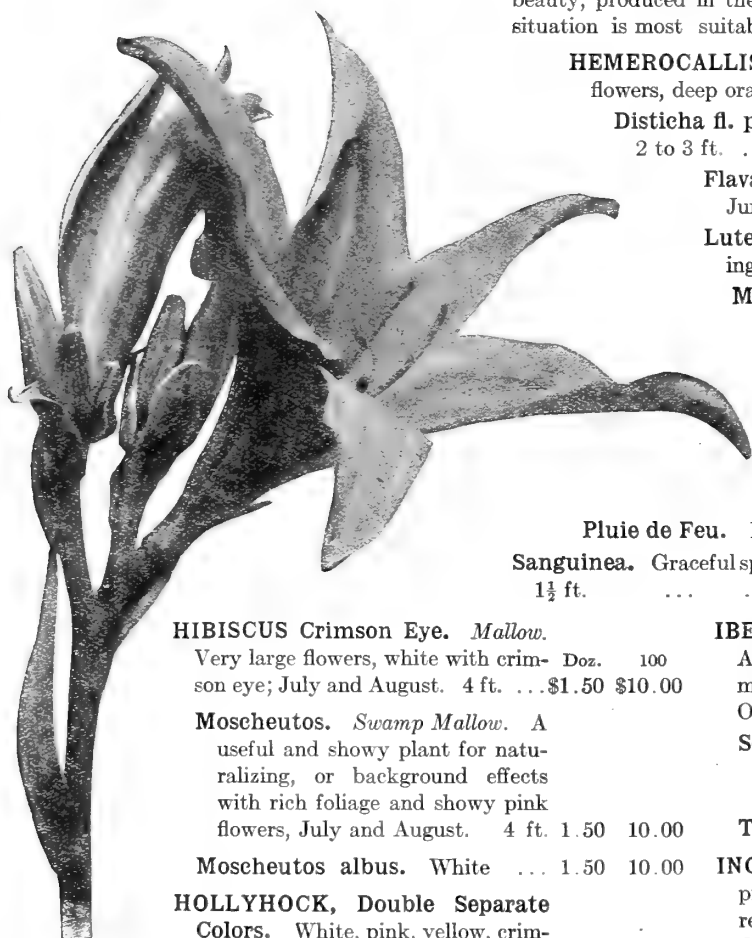 beauty, produced in the
situation is most suitab
HEMEROCALLIS
flowers, deep ora
Disticha fl. p
2 to 3 ft. .
Flava
Jun
Lute
ing
M
Pluie de Feu.
Sanguinea. Graceful sp
1½ ft. ... .
HIBISCUS Crimson Eye. Mallow.
Very large flowers, white with crim- Doz. 100
son eye; July and August. 4 ft. ...$1.50 $10.00
Moscheutos. Swamp Mallow. A
useful and showy plant for natu-
ralizing, or background effects
with rich foliage and showy pink
flowers, July and August. 4 ft. 1.50 10.00
Moscheutos albus. White ... 1.50 10.00
HOLLYHOCK, Double Separate
Colors. White, pink, yellow, crim-
IBE
A
m
O
S
T
INC
p
re